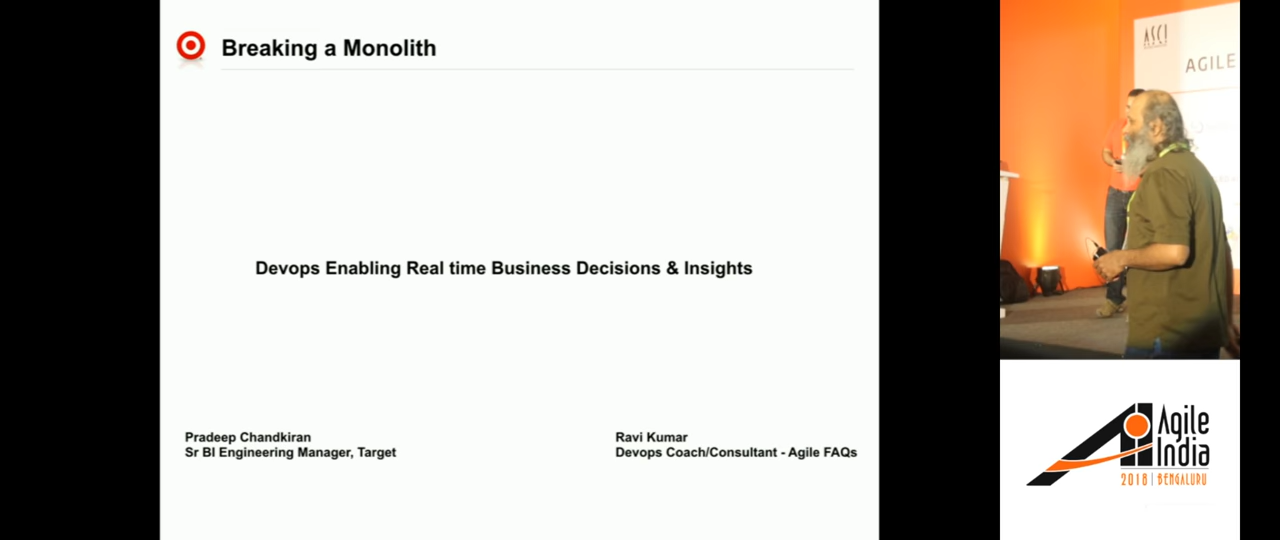 Breaking a Monolith
Devops Enabling Real time Business Decisions & Insights
Pradeep Chandkiran
Sr BI Engineering Manager, Target
Ravi Kumar
Devops Coach/Consultant - Agile FAQs
ASCI
AGILE
Agile
India
2018 | BENGALURU